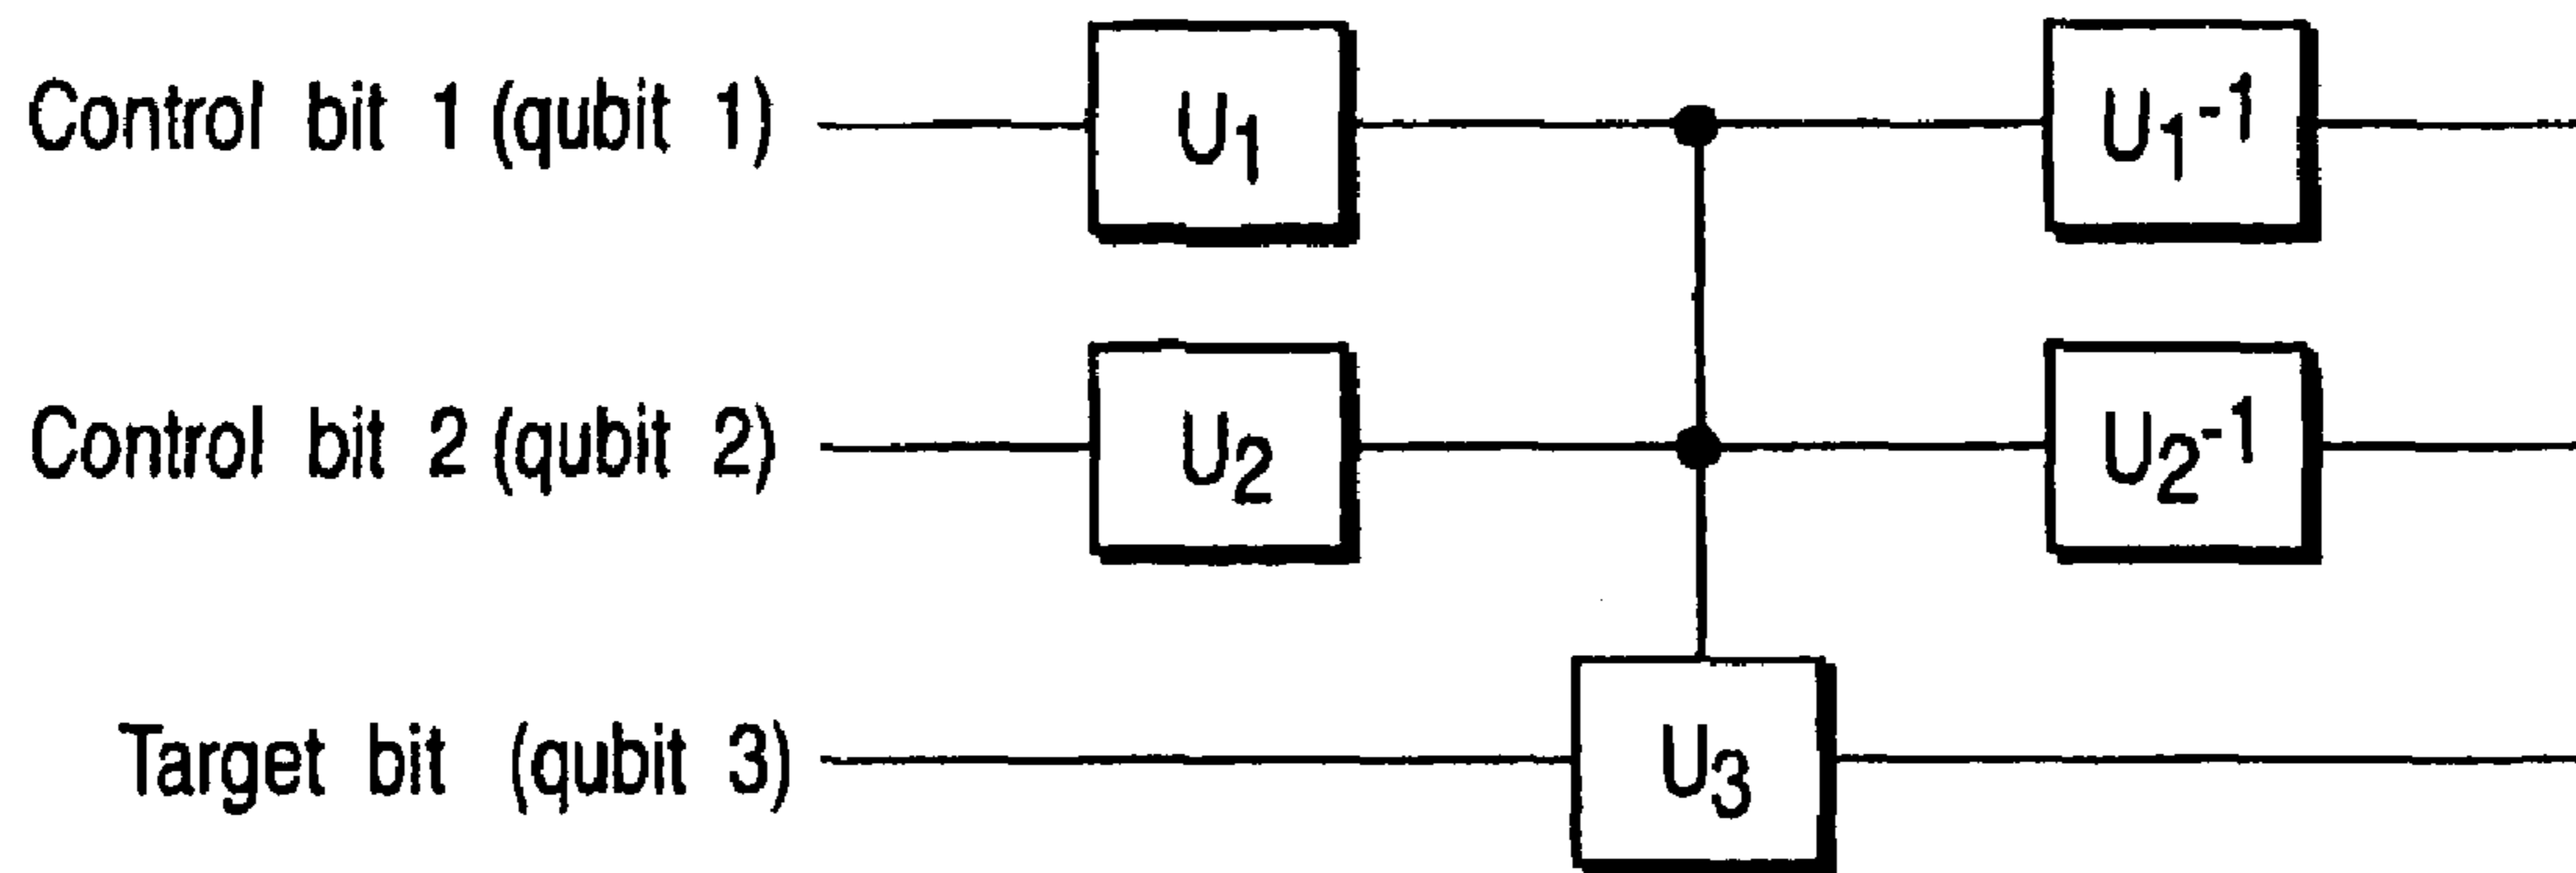 Control bit 1 (qubit 1) U₁ U₁⁻¹
Control bit 2 (qubit 2) U₂ U₂⁻¹
Target bit (qubit 3) U₃